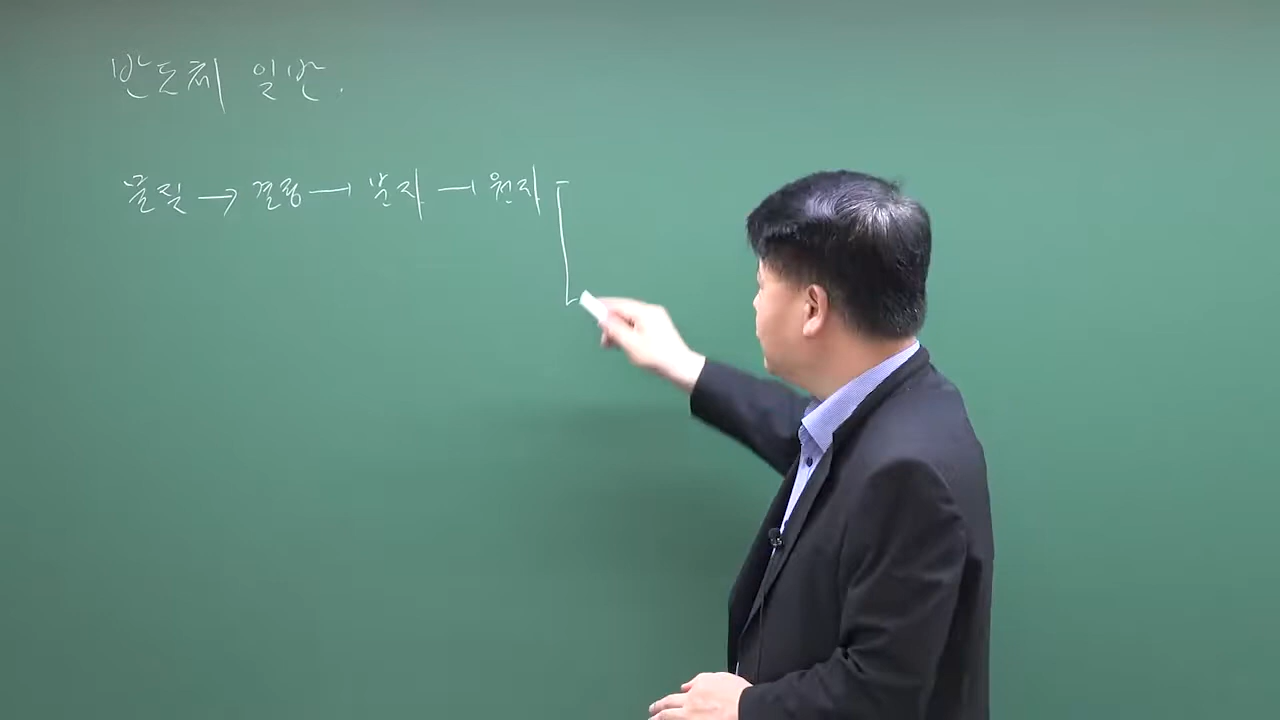 반도체 일반.
물질 → 결정 → 분자 → 원자